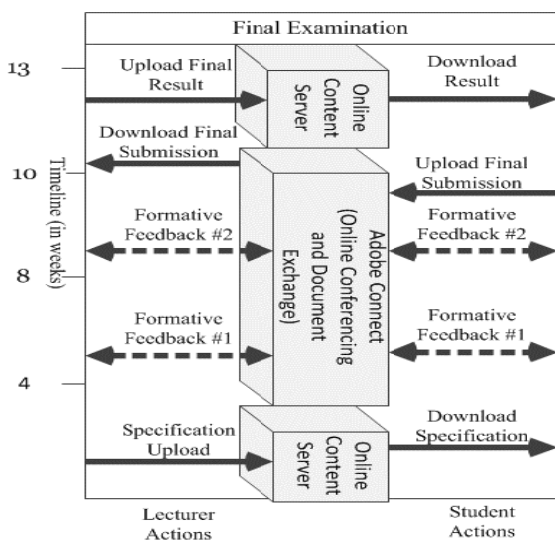 Final Examination
13
Upload Final
Result
Online
Content
Server
Download
Result
Download Final
Submission
10
Upload Final
Submission
Timeline (in weeks)
Formative
Feedback #2
Adobe Connect
(Online Conferencing
and Document
Exchange)
Formative
Feedback #2
8
Formative
Feedback #1
Formative
Feedback #1
4
Specification
Upload
Online
Content
Server
Download
Specification
Lecturer
Actions
Student
Actions